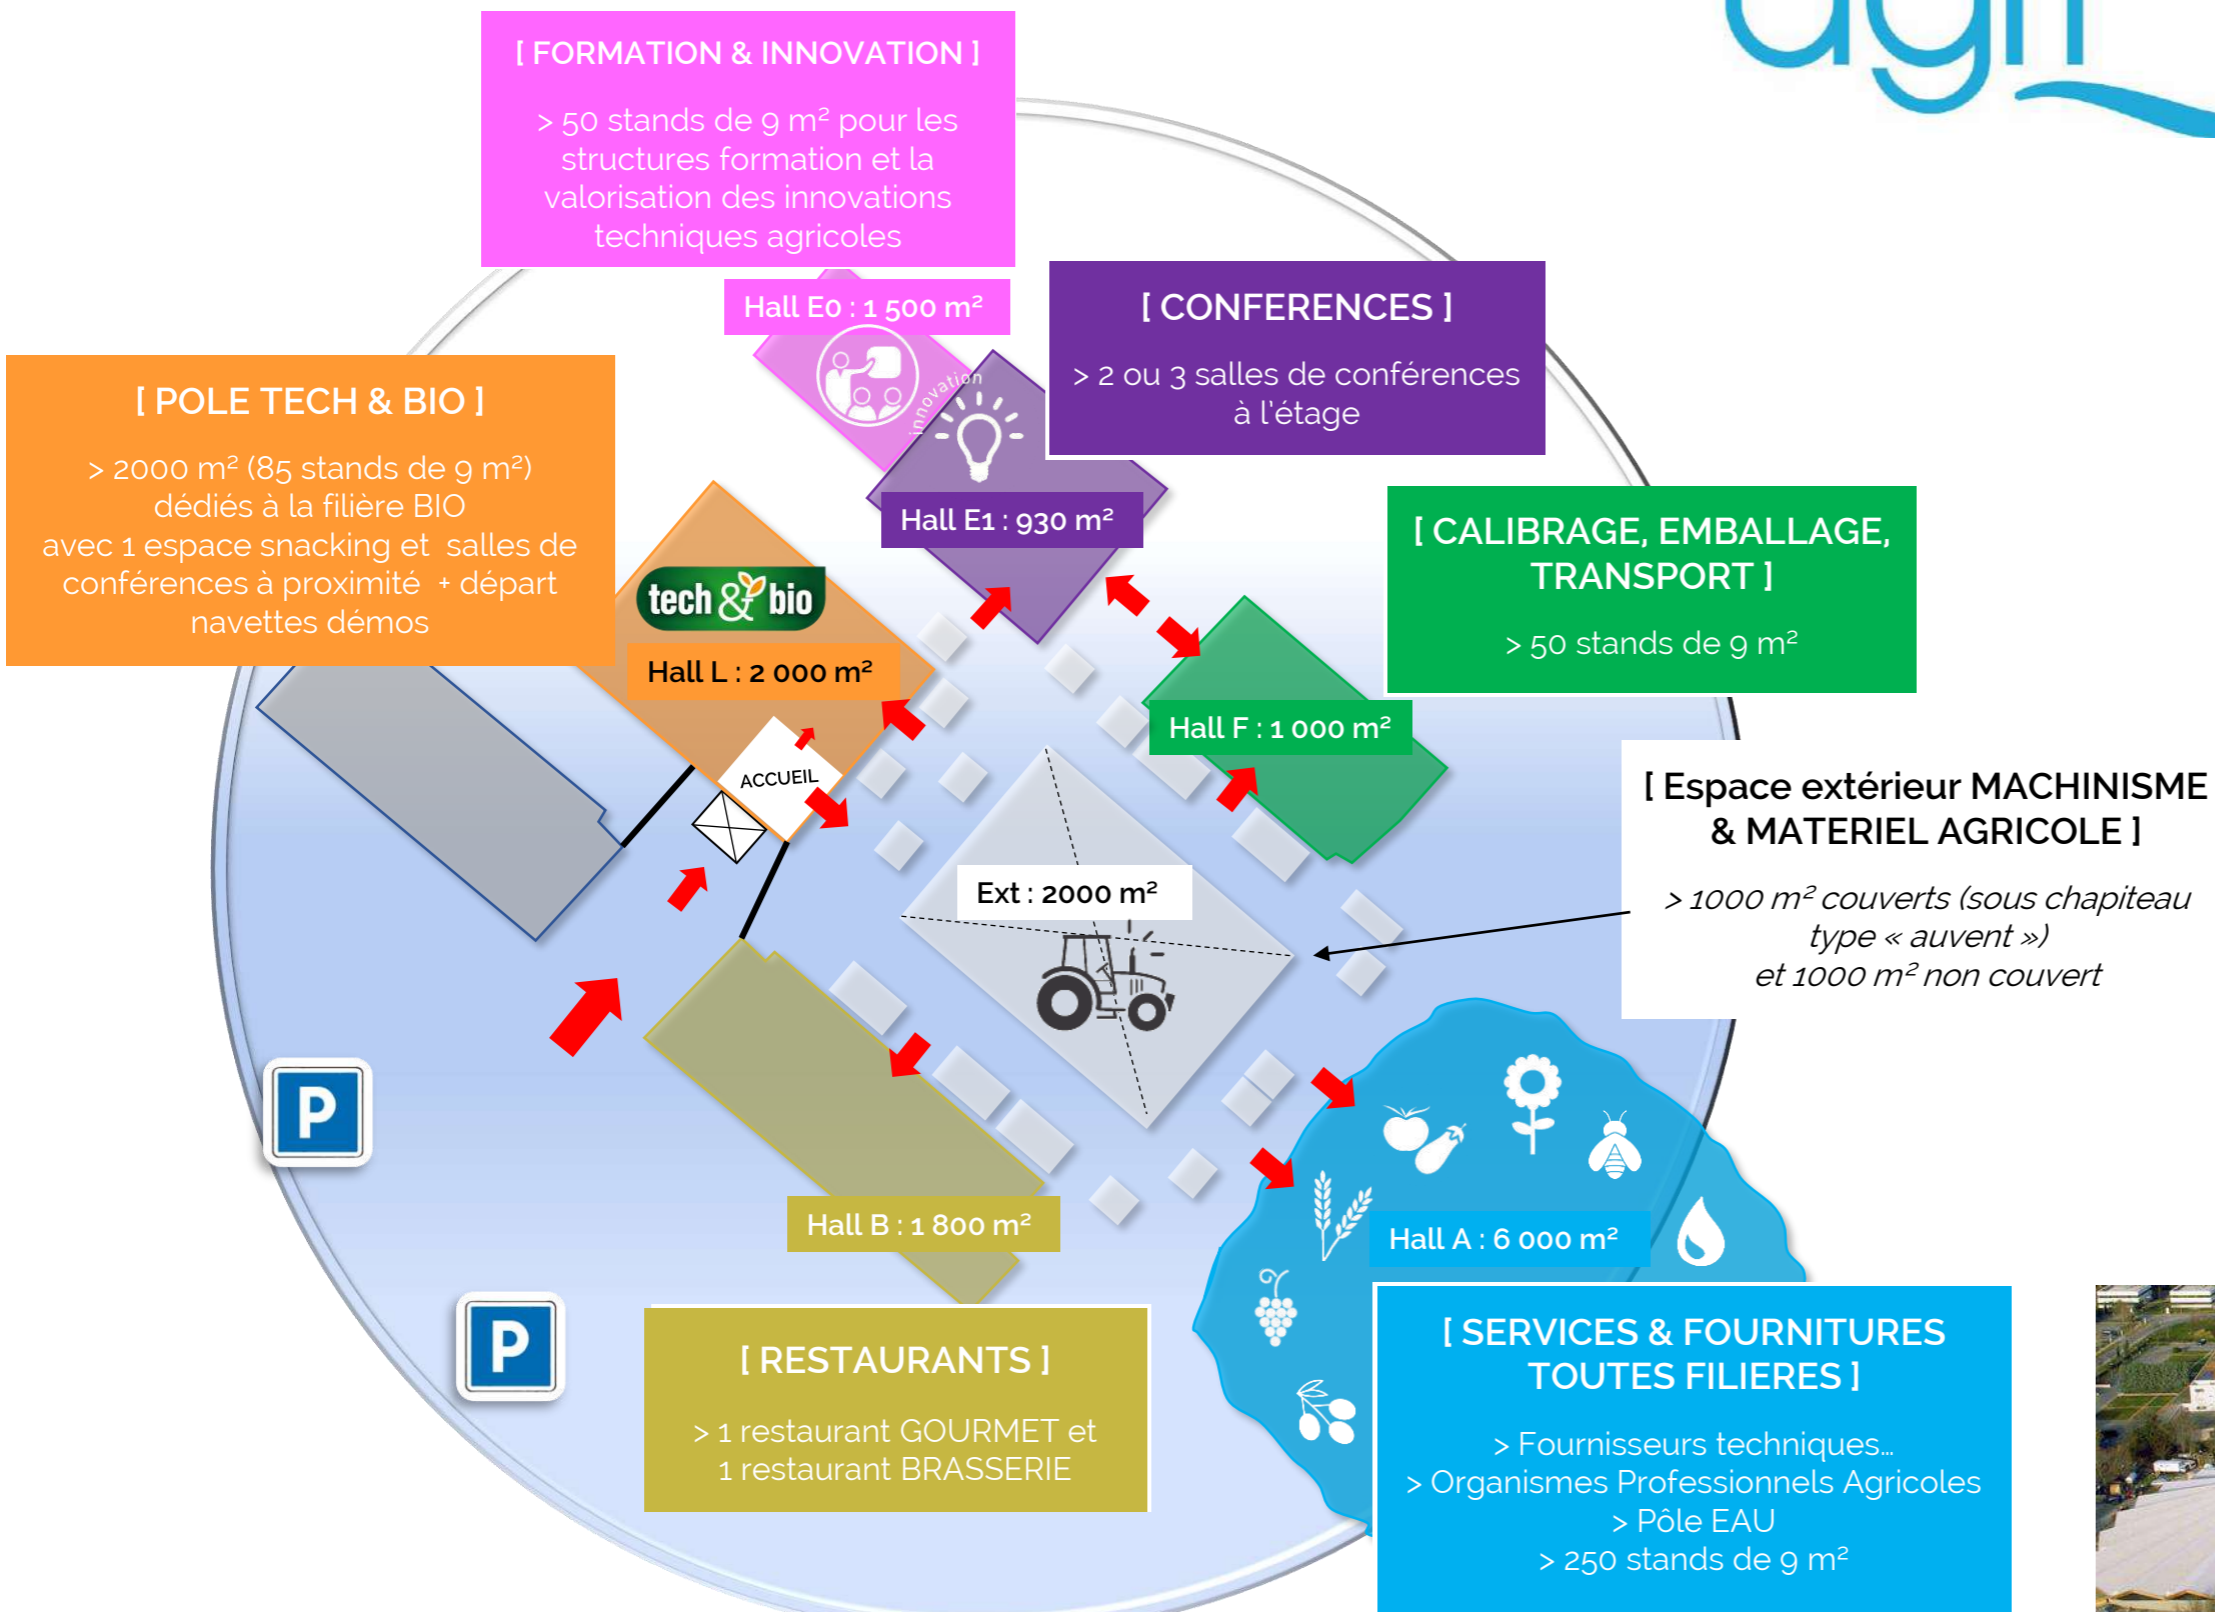 agri
[ FORMATION & INNOVATION ]
> 50 stands de 9 m² pour les
structures formation et la
valorisation des innovations
techniques agricoles
Hall E0 : 1 500 m²
innovation
[ CONFERENCES ]
> 2 ou 3 salles de conférences
à l'étage
Hall E1 : 930 m²
[ POLE TECH & BIO ]
> 2000 m² (85 stands de 9 m²)
dédiés à la filière BIO
avec 1 espace snacking et salles de
conférences à proximité + départ
navettes démos
tech & bio
Hall L : 2 000 m²
ACCUEIL
[ CALIBRAGE, EMBALLAGE,
TRANSPORT ]
> 50 stands de 9 m²
Hall F : 1 000 m²
[ Espace extérieur MACHINISME
& MATERIEL AGRICOLE ]
> 1000 m² couverts (sous chapiteau
type « auvent »)
et 1000 m² non couvert
Ext : 2000 m²
P
P
Hall B : 1 800 m²
[ RESTAURANTS ]
> 1 restaurant GOURMET et
1 restaurant BRASSERIE
Hall A : 6 000 m²
[ SERVICES & FOURNITURES
TOUTES FILIERES ]
> Fournisseurs techniques...
> Organismes Professionnels Agricoles
> Pôle EAU
> 250 stands de 9 m²